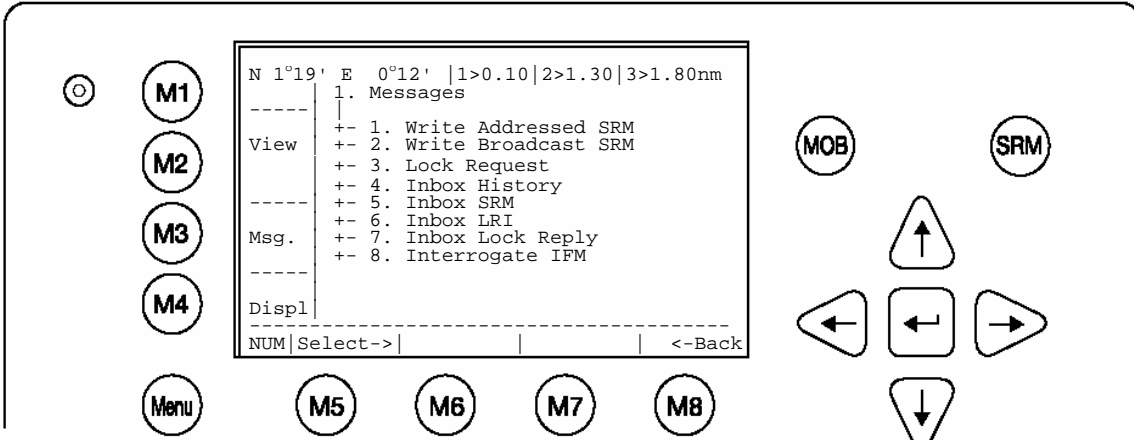 N 1°19' E 0°12' |1>0.10|2>1.30|3>1.80nm
1. Messages
+- 1. Write Addressed SRM
View +- 2. Write Broadcast SRM
+- 3. Lock Request
+- 4. Inbox History
+- 5. Inbox SRM
+- 6. Inbox LRI
Msg. +- 7. Inbox Lock Reply
+- 8. Interrogate IFM
Displ
NUM|Select->| | | <-Back
M1
M2
M3
M4
Menu
M5
M6
M7
M8
MOB
SRM